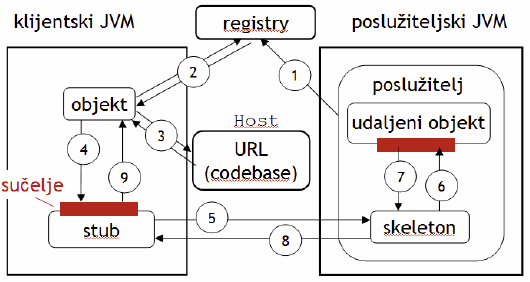 klijentski JVM
registry
poslužiteljski JVM
2
1
poslužitelj
objekt
3
Host
URL
(codebase)
udaljeni objekt
4
9
7
6
sučelje
stub
5
8
skeleton